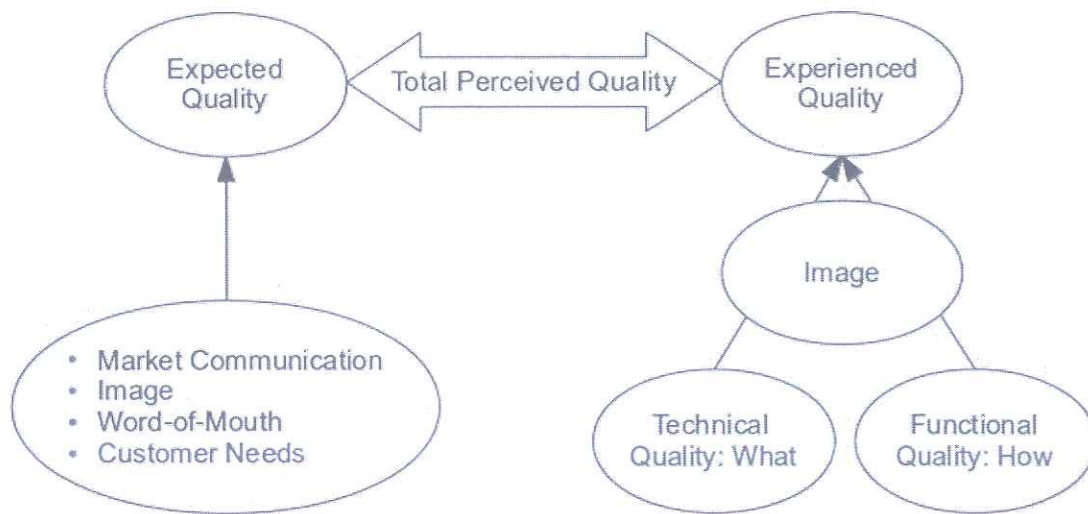 Expected
Quality
Total Perceived Quality
Experienced
Quality
Image
• Market Communication
• Image
• Word-of-Mouth
• Customer Needs
Technical
Quality: What
Functional
Quality: How